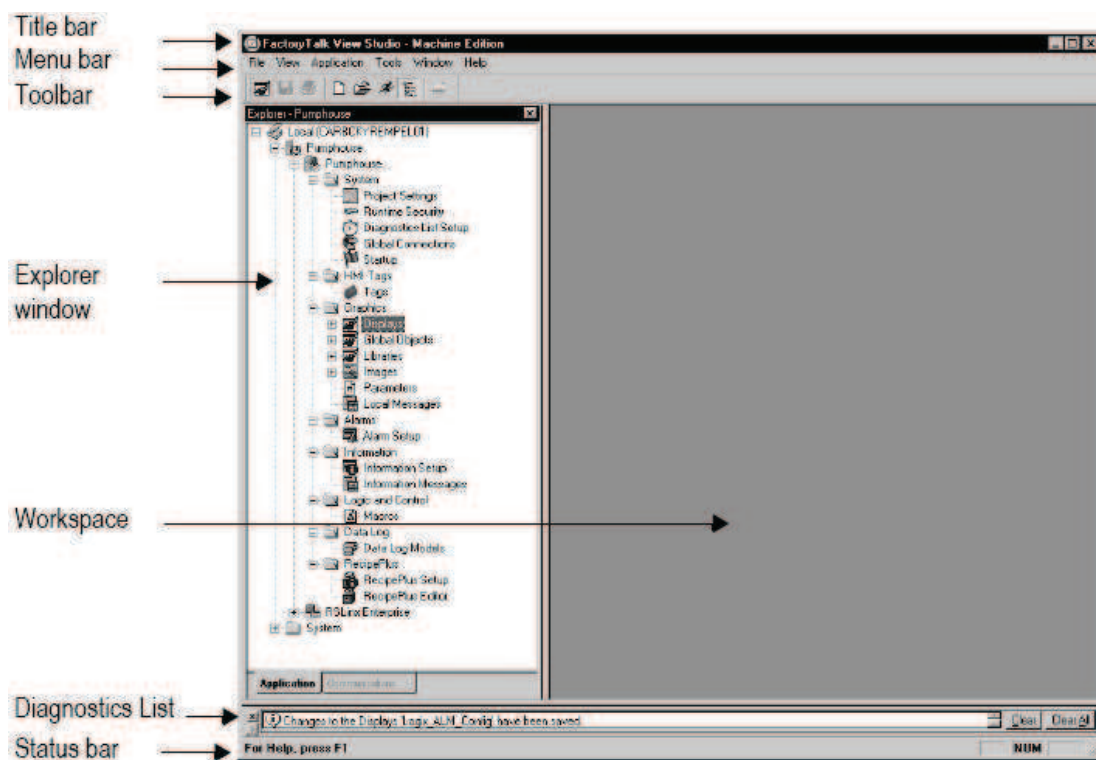 Title bar
FactoryTalk View Studio - Machine Edition
Menu bar
File View Application Tools Window Help
Toolbar
Explorer - Pumphouse
Local (CARBCKYREMPEL01)
Pumphouse
Pumphouse
System
Project Settings
Runtime Security
Diagnostics List Setup
Global Connections
Startup
Explorer
window
HMI Tags
Tags
Graphics
Displays
Global Objects
Libraries
Images
Parameters
Local Messages
Alarms
Alarm Setup
Information
Information Setup
Information Messages
Logic and Control
Macros
Workspace
Data Log
Data Log Models
RecipePlus
RecipePlus Setup
RecipePlus Editor
RSLinx Enterprise
System
Application Communications
Diagnostics List
Changes to the Displays 'Logix_ALM_Config' have been saved.
Clear Clear All
Status bar
For Help, press F1
NUM